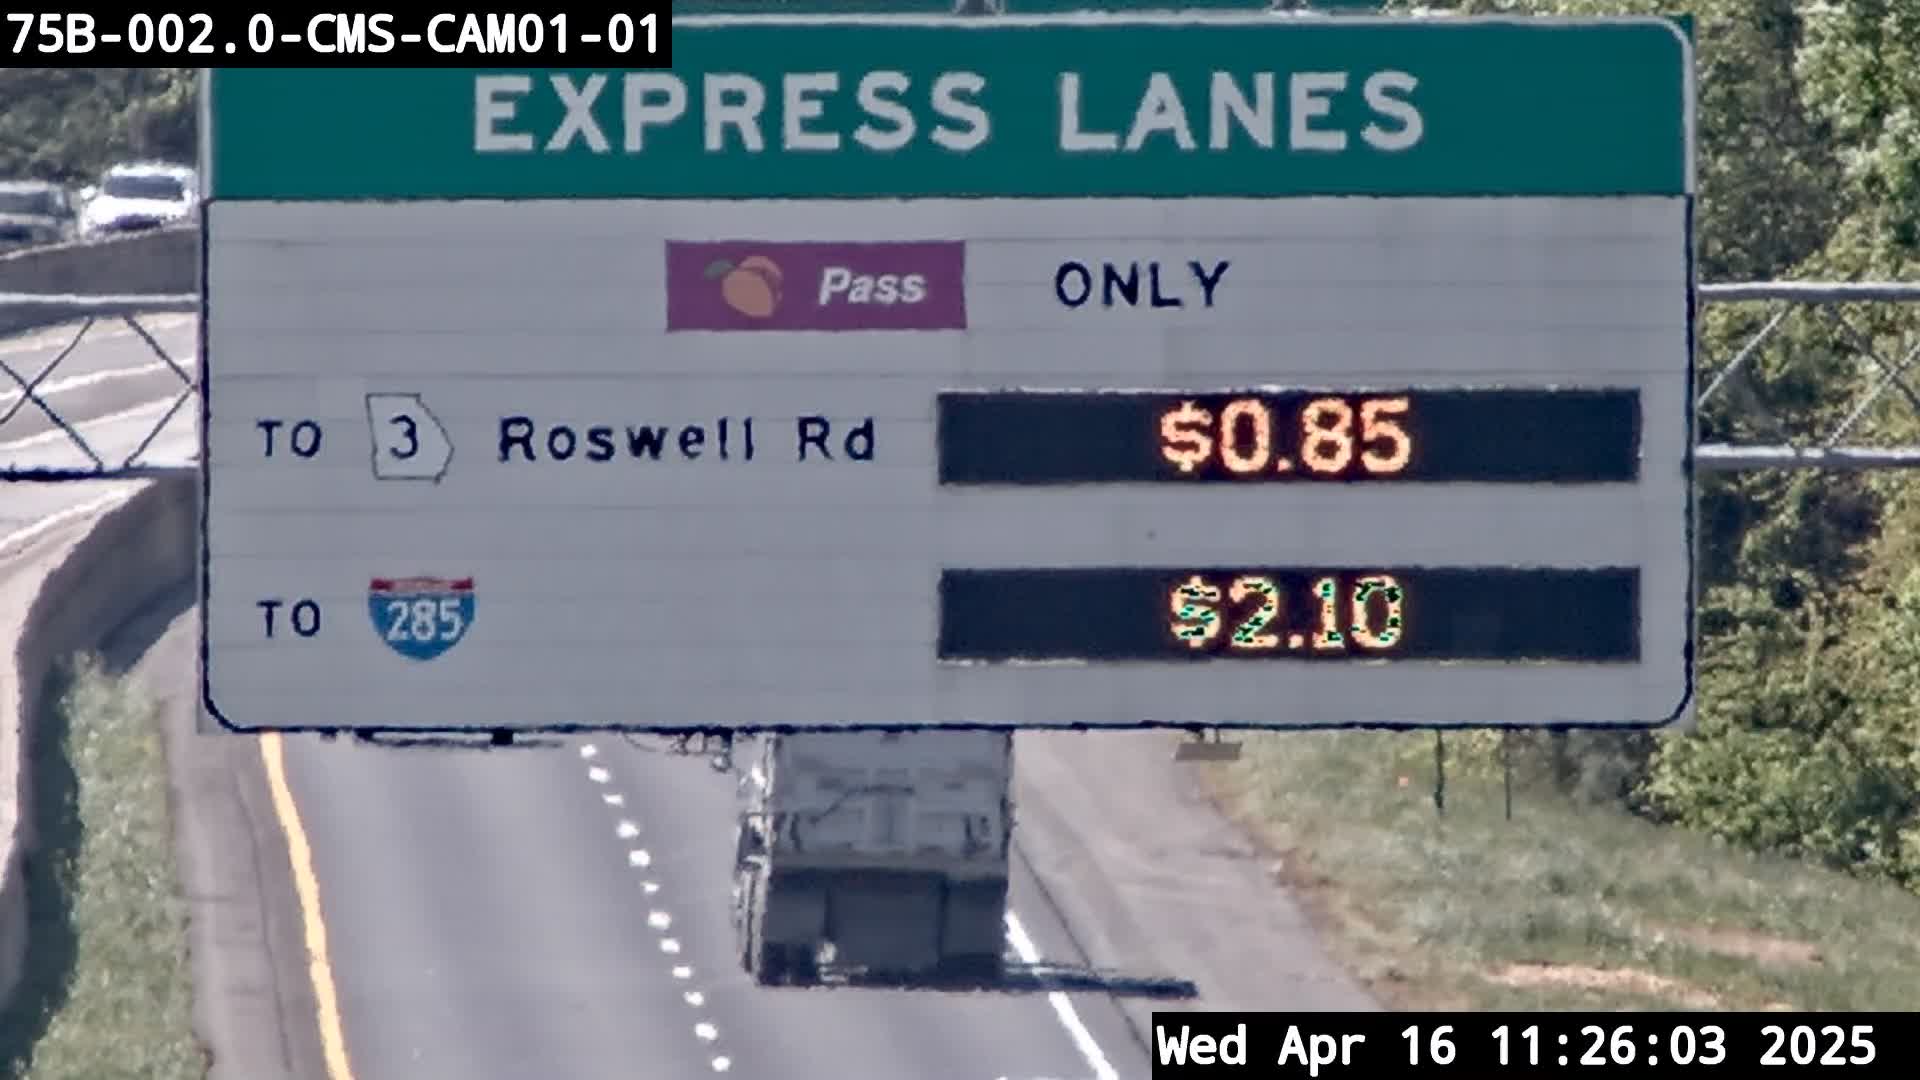 75B-002.0-CMS-CAM01-01
EXPRESS LANES
Pass ONLY
TO 3 Roswell Rd $0.85
TO 285 $2.10
Wed Apr 16 11:26:03 2025